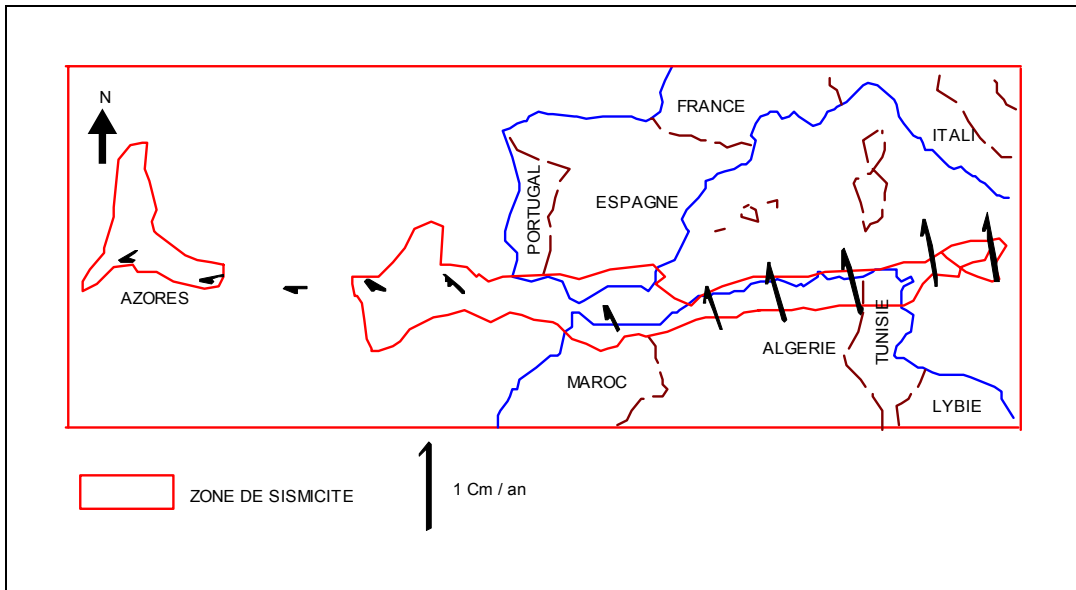 N
FRANCE
ITALI
PORTUGAL
ESPAGNE
AZORES
ALGERIE
TUNISIE
MAROC
LYBIE
ZONE DE SISMICITE
1 Cm / an